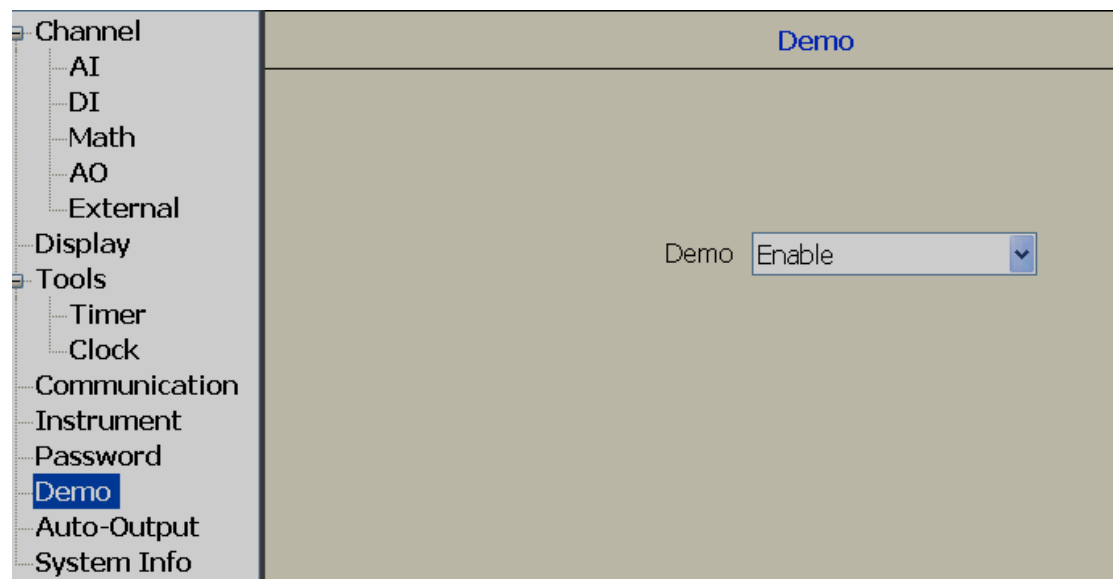 Channel
AI
DI
Math
AO
External
Display
Tools
Timer
Clock
Communication
Instrument
Password
Demo
Auto-Output
System Info
Demo
Demo Enable